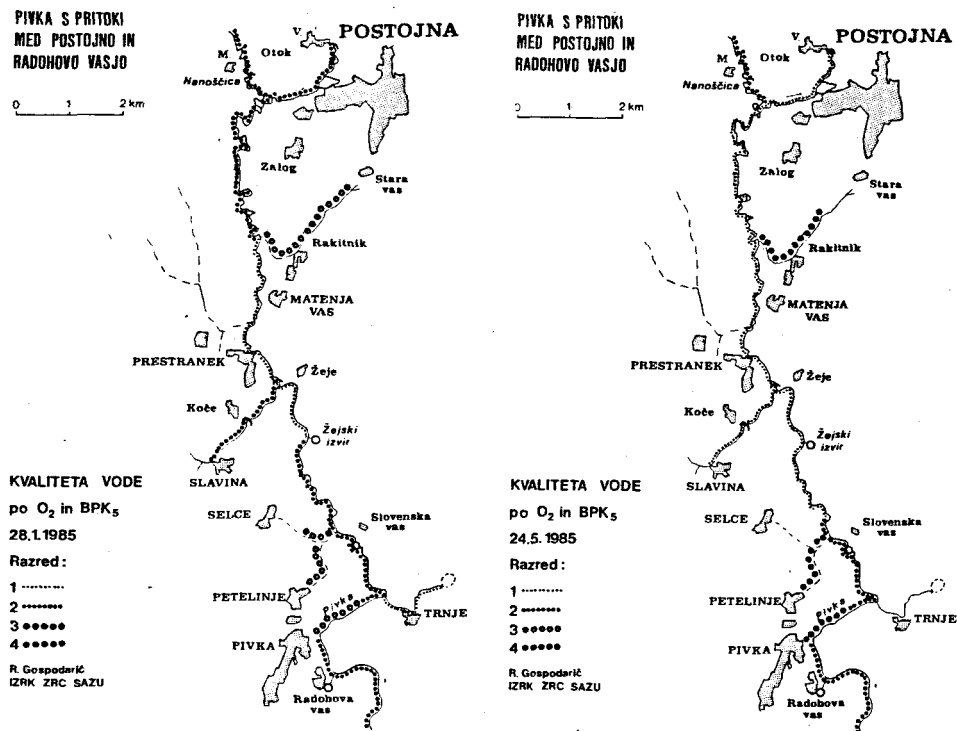 PIVKA S PRITOKI
MED POSTOJNO IN
RADOHOVO VASJO
0 1 2 km
V.
POSTOJNA
Otok
M
Nanoščica
Zalog
Stara
vas
Rakitnik
MATENJA
VAS
PRESTRANEK
Žeje
Koče
Žejski
izvir
SLAVINA
KVALITETA VODE
po O2 in BPK5
28.1.1985
Razred:
1
2
3
4
R. Gospodarič
IZRK ZRC SAZU
SELCE
Slovenska
vas
PETELINJE
Pivka
TRNJE
PIVKA
Radohova
vas
PIVKA S PRITOKI
MED POSTOJNO IN
RADOHOVO VASJO
0 1 2 km
V.
POSTOJNA
Otok
M
Nanoščica
Zalog
Stara
vas
Rakitnik
MATENJA
VAS
PRESTRANEK
Žeje
Koče
Žejski
izvir
SLAVINA
KVALITETA VODE
po O2 in BPK5
24.5.1985
Razred:
1
2
3
4
R. Gospodarič
IZRK ZRC SAZU
SELCE
Slovenska
vas
PETELINJE
Pivka
TRNJE
PIVKA
Radohova
vas